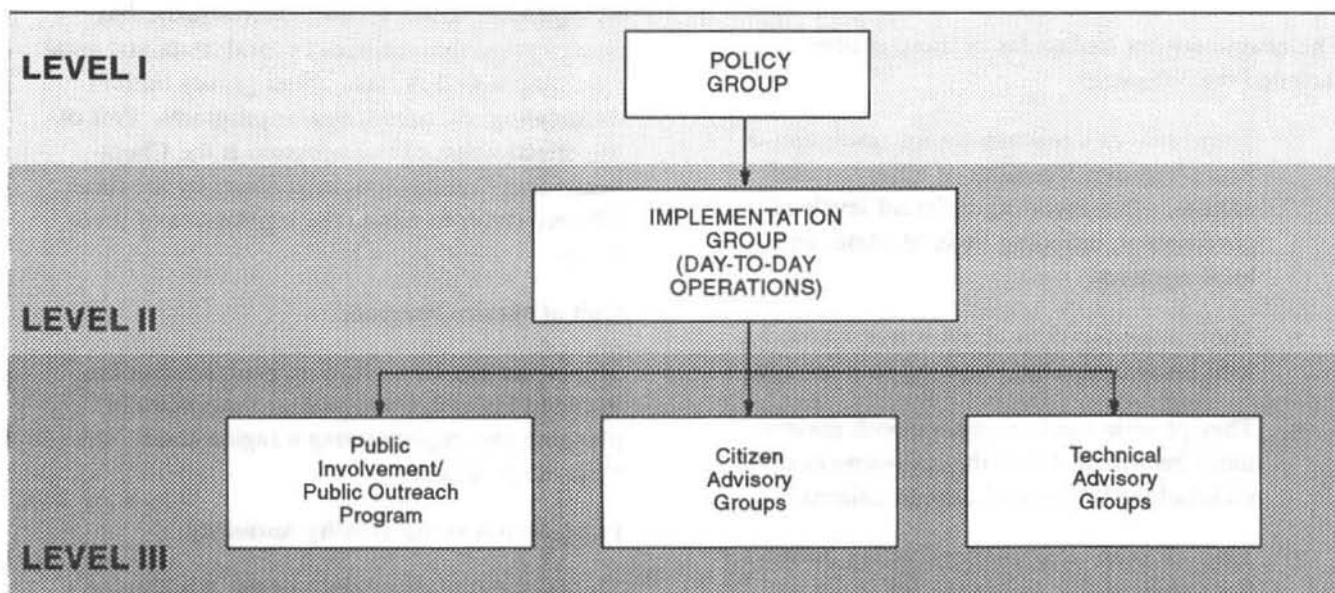 LEVEL I
POLICY
GROUP
IMPLEMENTATION
GROUP
(DAY-TO-DAY
OPERATIONS)
LEVEL II
Public
Involvement/
Public Outreach
Program
Citizen
Advisory
Groups
Technical
Advisory
Groups
LEVEL III